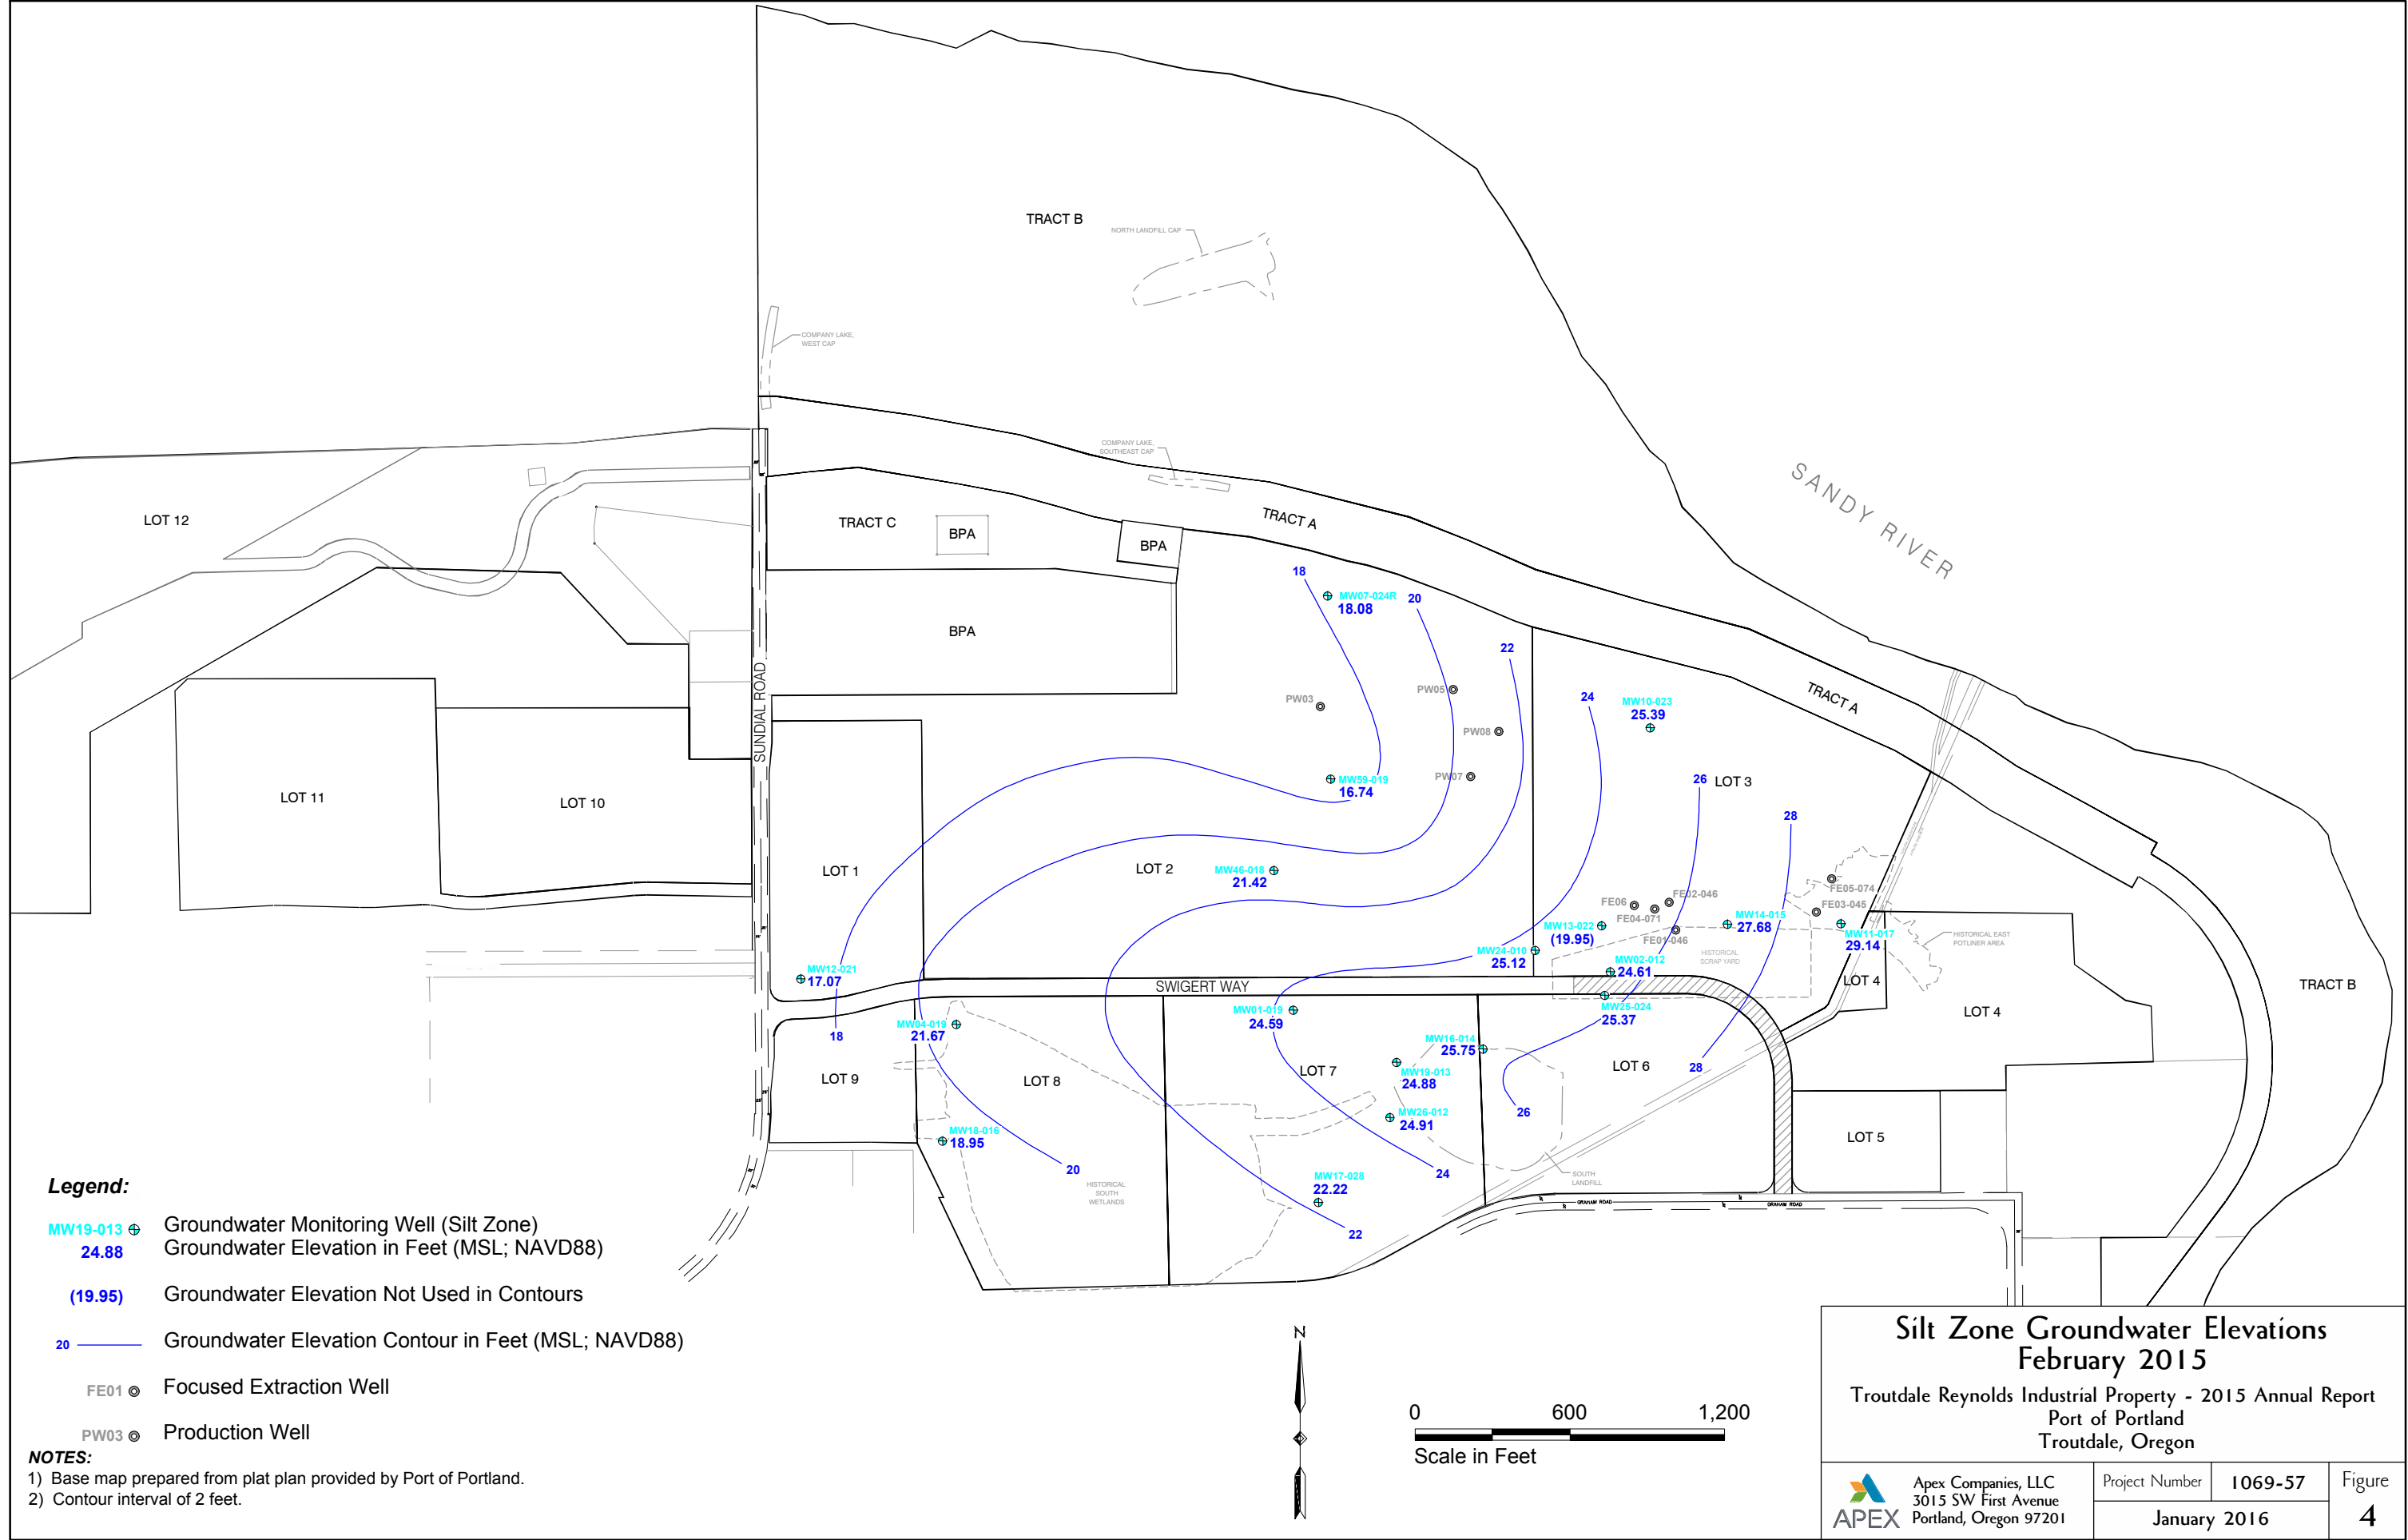 TRACT B
NORTH LANDFILL CAP
COMPANY LAKE,
WEST CAP
COMPANY LAKE,
SOUTHEAST CAP
SANDY RIVER
LOT 12
TRACT C
BPA
BPA
TRACT A
BPA
SUNDIAL ROAD
18
MW07-024R
18.08
20
22
24
MW10-023
25.39
TRACT A
PW03
PW05
PW08
PW07
MW59-019
16.74
26
LOT 3
28
LOT 11
LOT 10
LOT 1
LOT 2
MW46-018
21.42
FE05-074
FE06
FE02-046
FE04-071
FE03-045
FE01-046
MW13-022
(19.95)
MW14-015
27.68
MW11-017
29.14
HISTORICAL EAST
POTLINER AREA
MW24-010
25.12
MW02-012
24.61
HISTORICAL
SCRAP YARD
MW12-021
17.07
LOT 4
LOT 4
TRACT B
SWIGERT WAY
MW01-019
24.59
MW25-024
25.37
18
MW04-019
21.67
MW16-014
25.75
LOT 9
LOT 8
LOT 7
MW19-013
24.88
LOT 6
28
MW26-012
24.91
26
MW18-016
18.95
LOT 5
20
24
HISTORICAL
SOUTH
WETLANDS
MW17-028
22.22
SOUTH
LANDFILL
22
GRAHAM ROAD
GRAHAM ROAD
Legend:
MW19-013 Groundwater Monitoring Well (Silt Zone)
24.88 Groundwater Elevation in Feet (MSL; NAVD88)
(19.95) Groundwater Elevation Not Used in Contours
20 Groundwater Elevation Contour in Feet (MSL; NAVD88)
FE01 Focused Extraction Well
PW03 Production Well
NOTES:
1) Base map prepared from plat plan provided by Port of Portland.
2) Contour interval of 2 feet.
N
0 600 1,200
Scale in Feet
Silt Zone Groundwater Elevations
February 2015
Troutdale Reynolds Industrial Property - 2015 Annual Report
Port of Portland
Troutdale, Oregon
APEX
Apex Companies, LLC
3015 SW First Avenue
Portland, Oregon 97201
Project Number 1069-57
January 2016
Figure
4